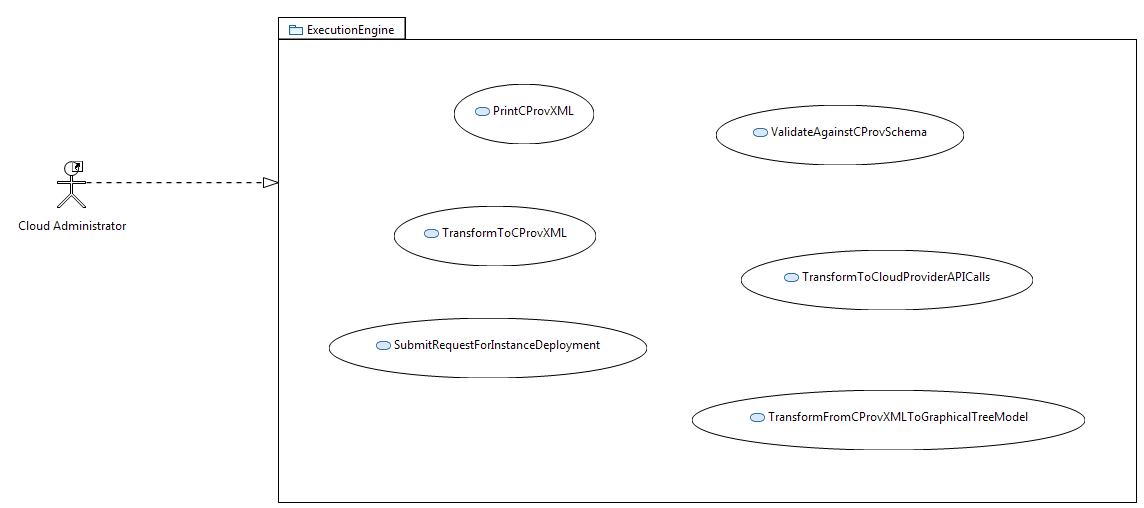 ExecutionEngine
PrintCProvXML
ValidateAgainstCProvSchema
Cloud Administrator
TransformToCProvXML
TransformToCloudProviderAPICalls
SubmitRequestForInstanceDeployment
TransformFromCProvXMLToGraphicalTreeModel